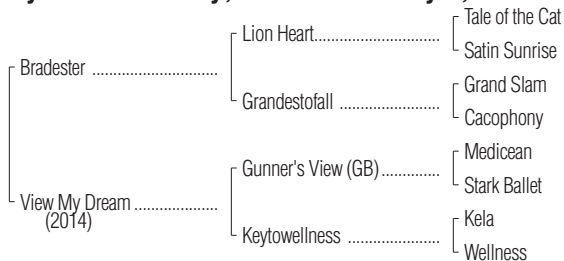 Tale of the Cat
Lion Heart
Satin Sunrise
Bradester
Grand Slam
Grandestofall
Cacophony
Medicean
Gunner's View (GB)
Stark Ballet
View My Dream
(2014)
Kela
Keytowellness
Wellness